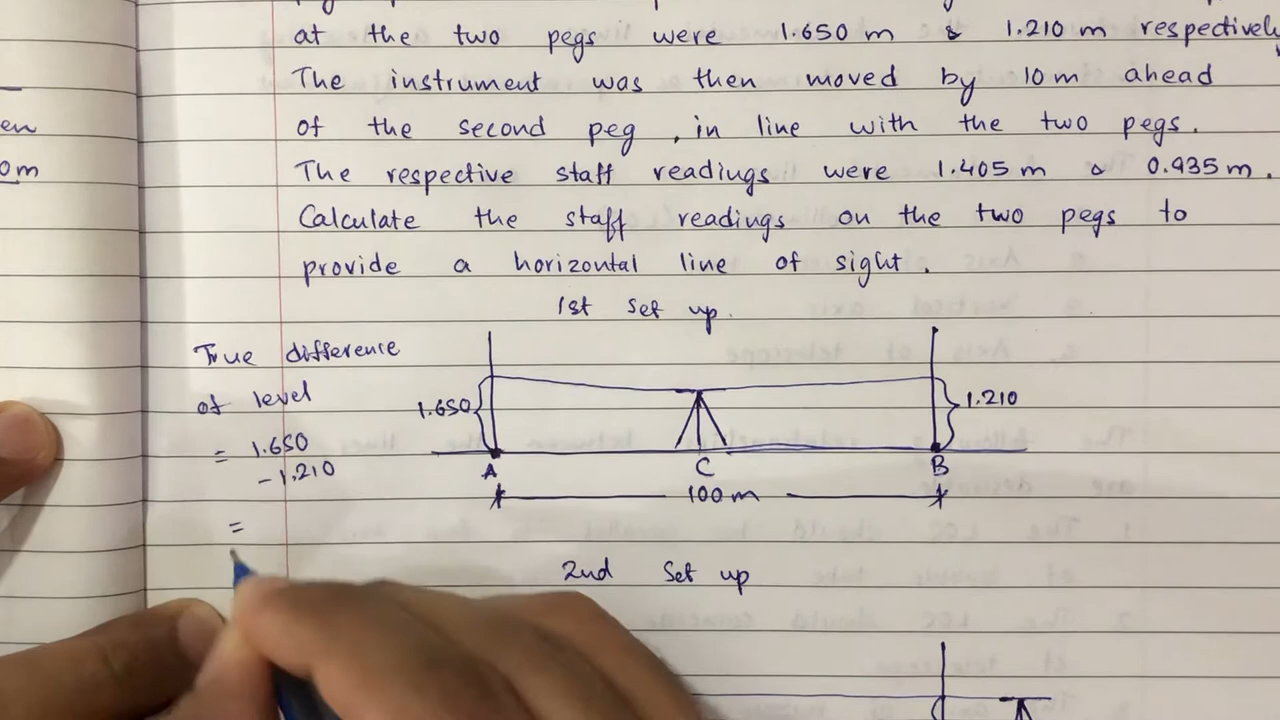 at the two pegs were 1.650 m & 1.210 m respectively
The instrument was then moved by 10 m ahead
of the second peg , in line with the two pegs.
The respective staff readings were 1.405 m & 0.935 m.
Calculate the staff readings on the two pegs to
provide a horizontal line of sight.
1st Set up.
True difference
of level
= 1.650
- 1.210
=
1.650
1.210
A
C
B
100 m
2nd Set up
en
0m